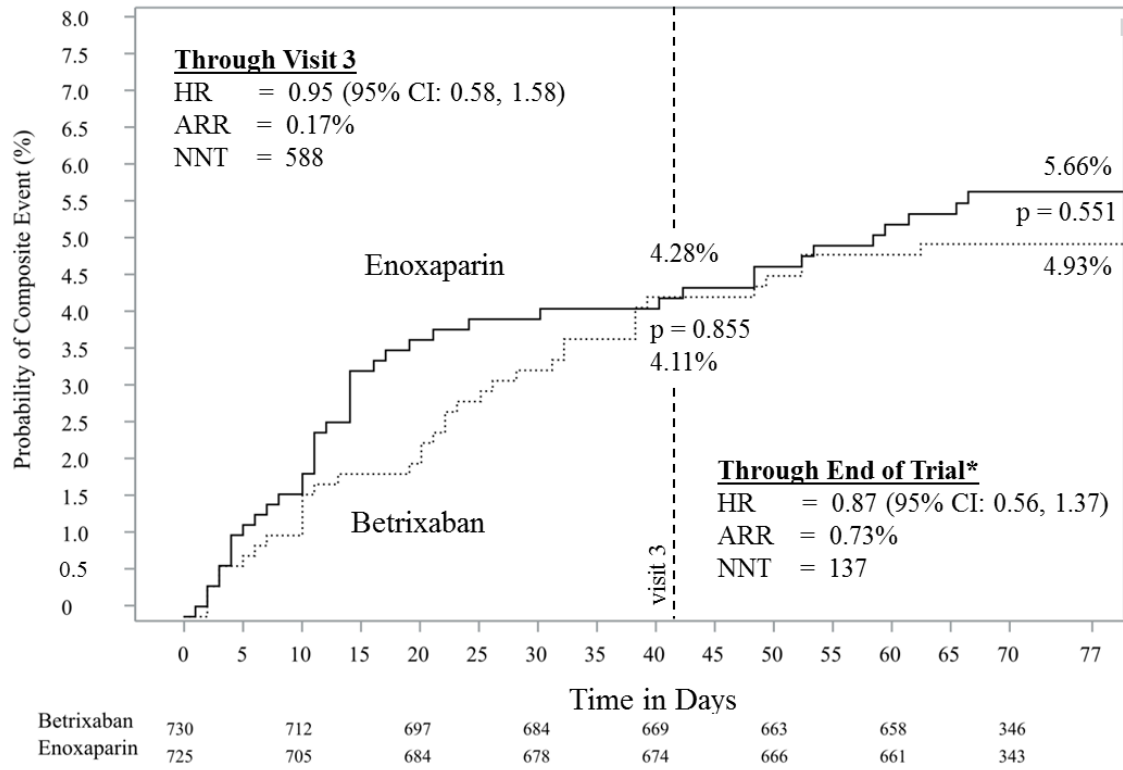 8.0
7.5
7.0
6.5
6.0
5.5
5.0
4.5
4.0
3.5
3.0
2.5
2.0
1.5
1.0
0.5
0
Probability of Composite Event (%)
Through Visit 3
HR = 0.95 (95% CI: 0.58, 1.58)
ARR = 0.17%
NNT = 588
Enoxaparin
Betrixaban
4.28%
p = 0.855
4.11%
visit 3
5.66%
p = 0.551
4.93%
Through End of Trial*
HR = 0.87 (95% CI: 0.56, 1.37)
ARR = 0.73%
NNT = 137
0 5 10 15 20 25 30 35 40 45 50 55 60 65 70 77
Time in Days
Betrixaban 730 712 697 684 669 663 658 346
Enoxaparin 725 705 684 678 674 666 661 343